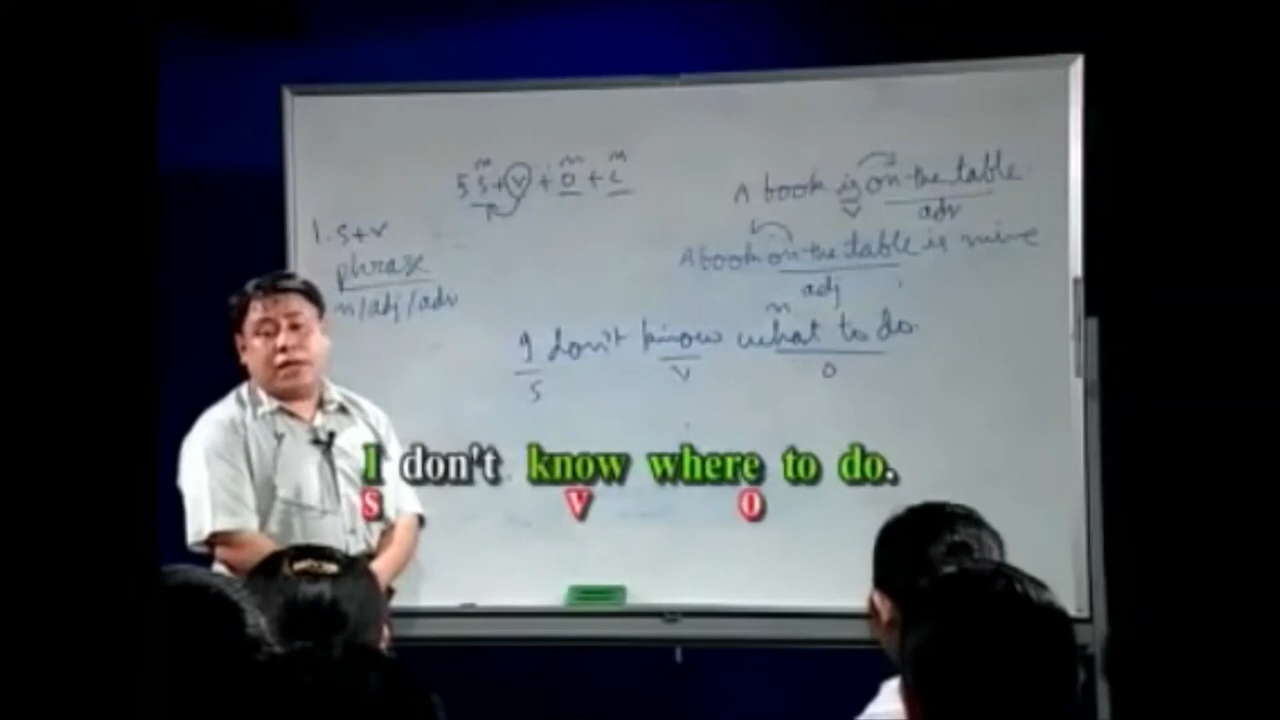 n n n
5 S+V+O+C
1. S+V
phrase
n/adj/adv
A book is on the table.
V adv
A book on the table is mine
adj
n
I don't know what to do.
S V O
I don't know where to do.
S V O